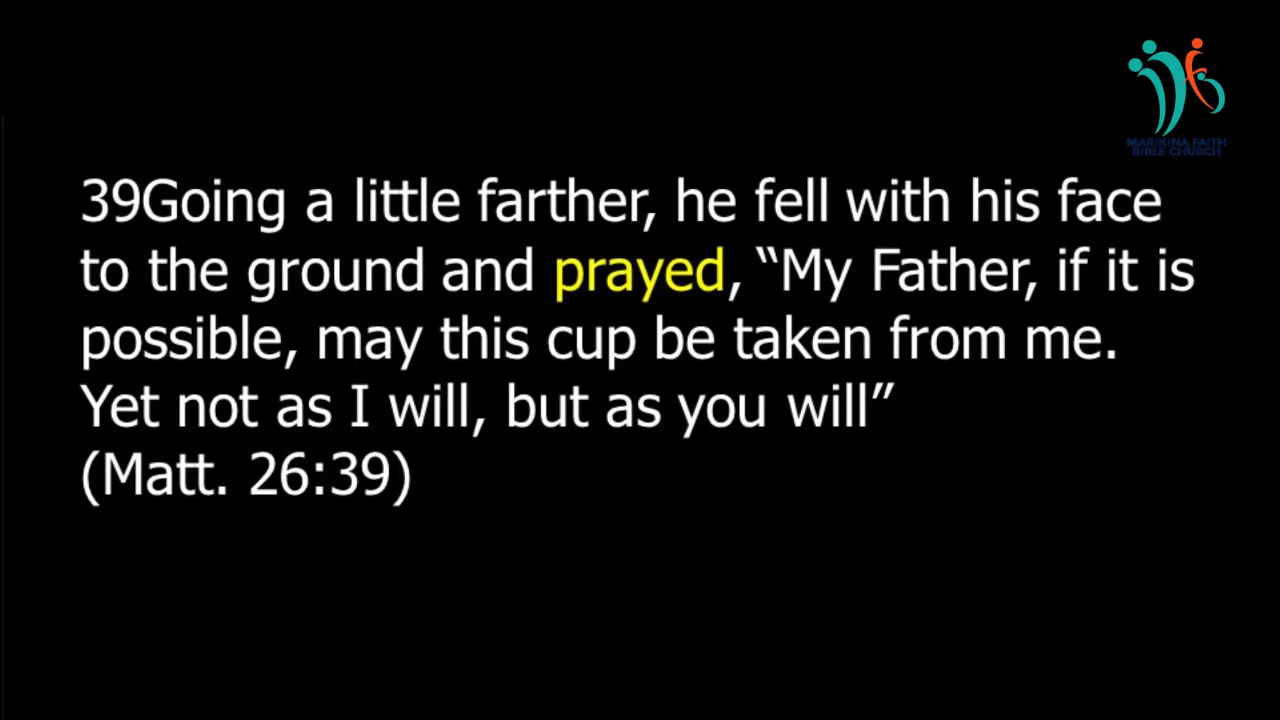 MARIKINA FAITH
BIBLE CHURCH
39Going a little farther, he fell with his face
to the ground and prayed, “My Father, if it is
possible, may this cup be taken from me.
Yet not as I will, but as you will”
(Matt. 26:39)